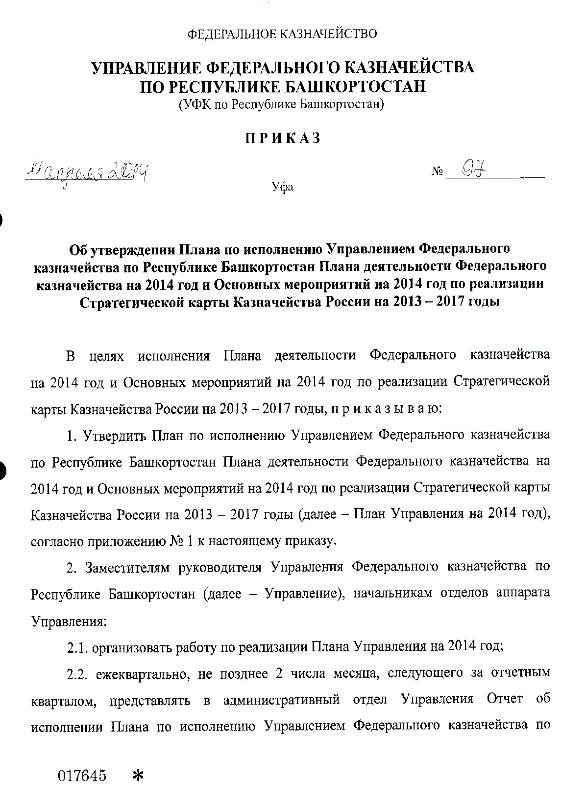 ФЕДЕРАЛЬНОЕ КАЗНАЧЕЙСТВО
УПРАВЛЕНИЕ ФЕДЕРАЛЬНОГО КАЗНАЧЕЙСТВА
ПО РЕСПУБЛИКЕ БАШКОРТОСТАН
(УФК по Республике Башкортостан)
П Р И К А З
11 апреля 2014
№ 97
Уфа
Об утверждении Плана по исполнению Управлением Федерального
казначейства по Республике Башкортостан Плана деятельности Федерального
казначейства на 2014 год и Основных мероприятий на 2014 год по реализации
Стратегической карты Казначейства России на 2013 – 2017 годы
В целях исполнения Плана деятельности Федерального казначейства
на 2014 год и Основных мероприятий на 2014 год по реализации Стратегической
карты Казначейства России на 2013 – 2017 годы, п р и к а з ы в а ю:
1. Утвердить План по исполнению Управлением Федерального казначейства
по Республике Башкортостан Плана деятельности Федерального казначейства на
2014 год и Основных мероприятий на 2014 год по реализации Стратегической карты
Казначейства России на 2013 – 2017 годы (далее – План Управления на 2014 год),
согласно приложению № 1 к настоящему приказу.
2. Заместителям руководителя Управления Федерального казначейства по
Республике Башкортостан (далее – Управление), начальникам отделов аппарата
Управления:
2.1. организовать работу по реализации Плана Управления на 2014 год;
2.2. ежеквартально, не позднее 2 числа месяца, следующего за отчетным
кварталом, представлять в административный отдел Управления Отчет об
исполнении Плана по исполнению Управлением Федерального казначейства по
017645 *